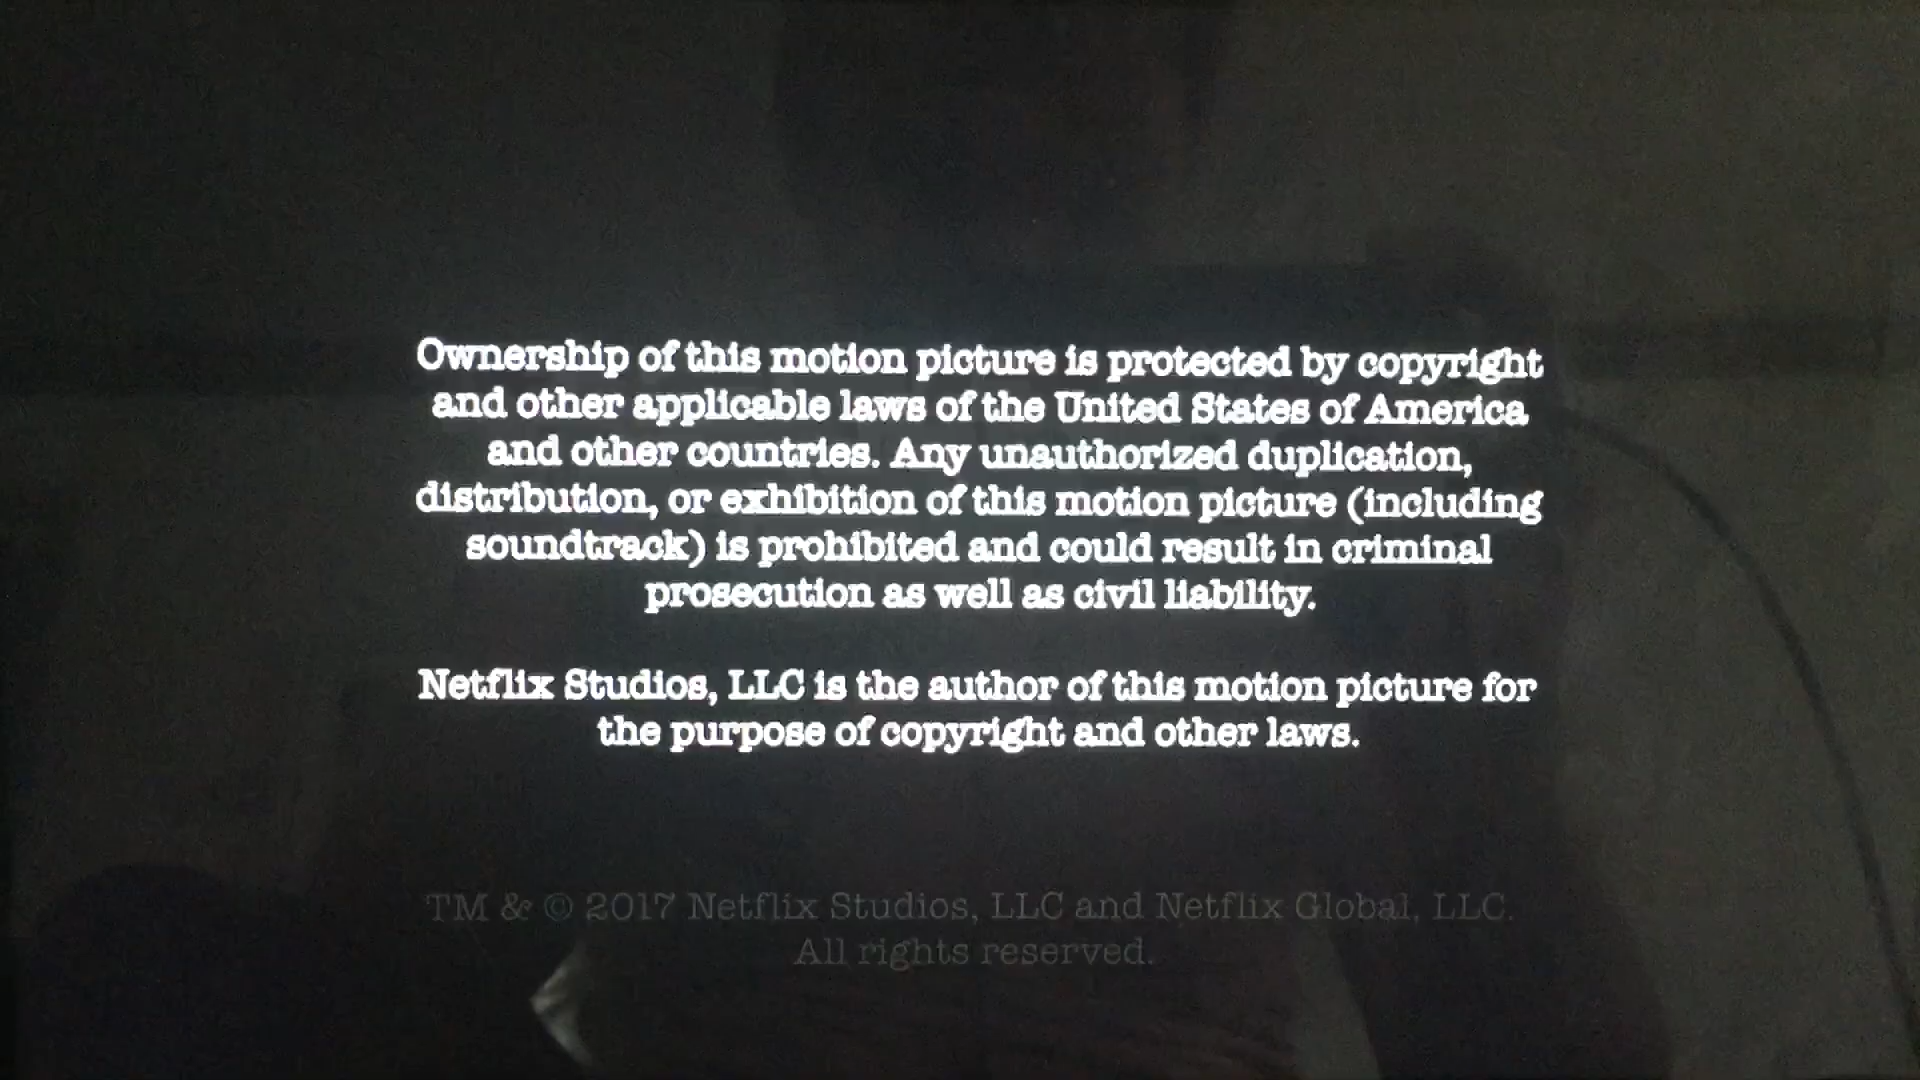 Ownership of this motion picture is protected by copyright
and other applicable laws of the United States of America
and other countries. Any unauthorized duplication,
distribution, or exhibition of this motion picture (including
soundtrack) is prohibited and could result in criminal
prosecution as well as civil liability.
Netflix Studios, LLC is the author of this motion picture for
the purpose of copyright and other laws.
TM & © 2017 Netflix Studios, LLC and Netflix Global, LLC.
All rights reserved.